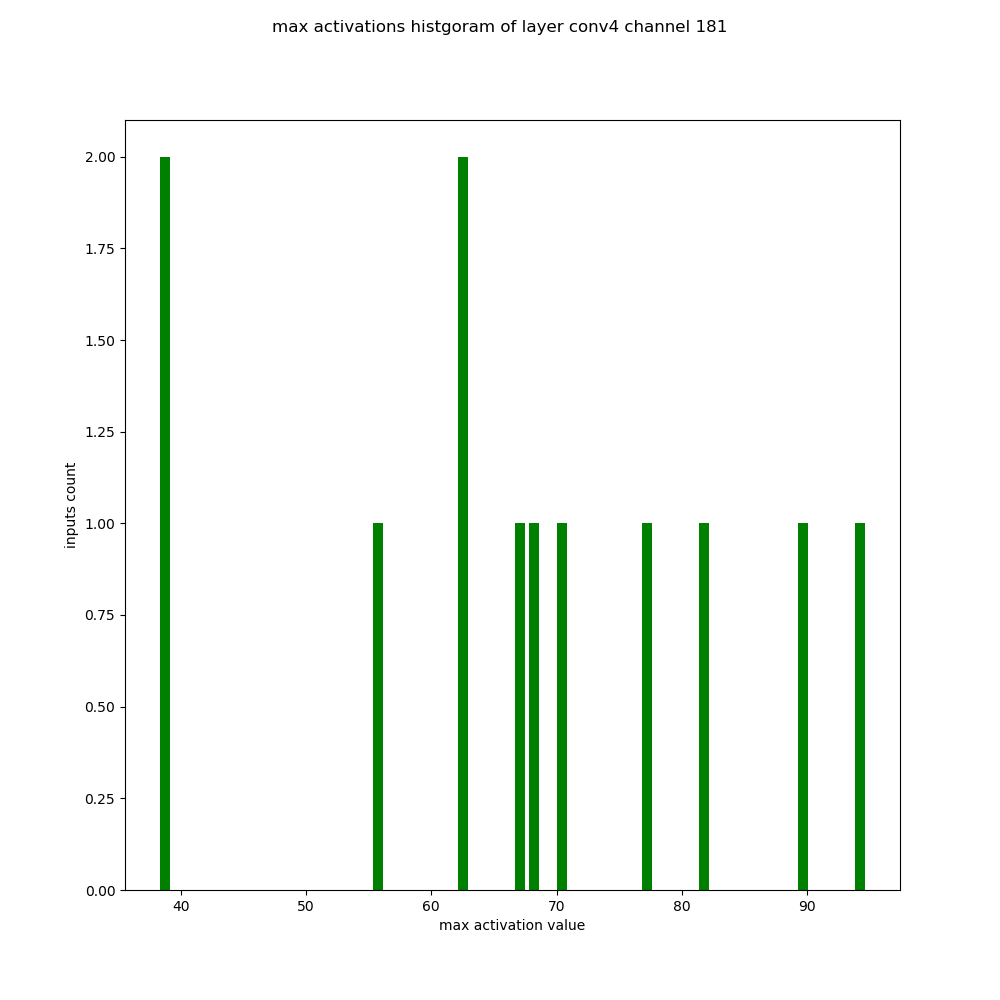 max activations histgoram of layer conv4 channel 181
2.00
1.75
1.50
1.25
1.00
0.75
0.50
0.25
0.00
inputs count
40 50 60 70 80 90
max activation value